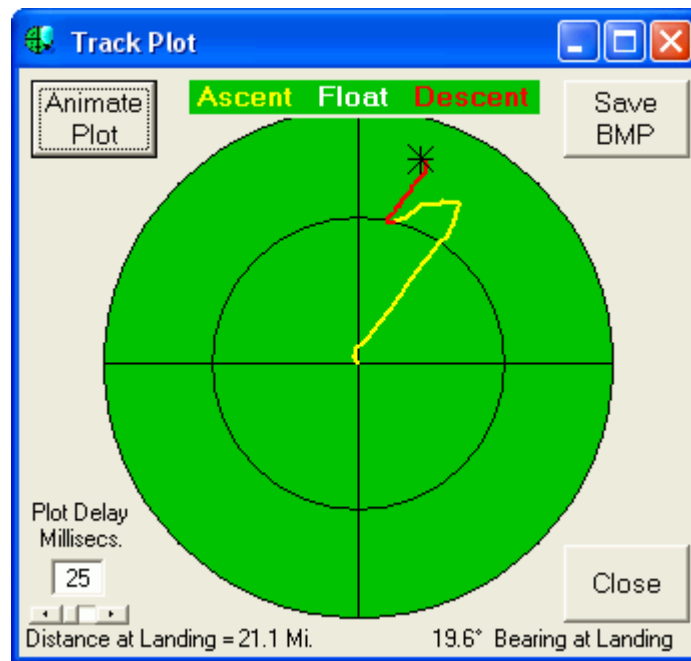 Track Plot
Animate
Plot
Ascent Float Descent
Save
BMP
Plot Delay
Millisecs.
25
Close
Distance at Landing = 21.1 Mi.
19.6° Bearing at Landing